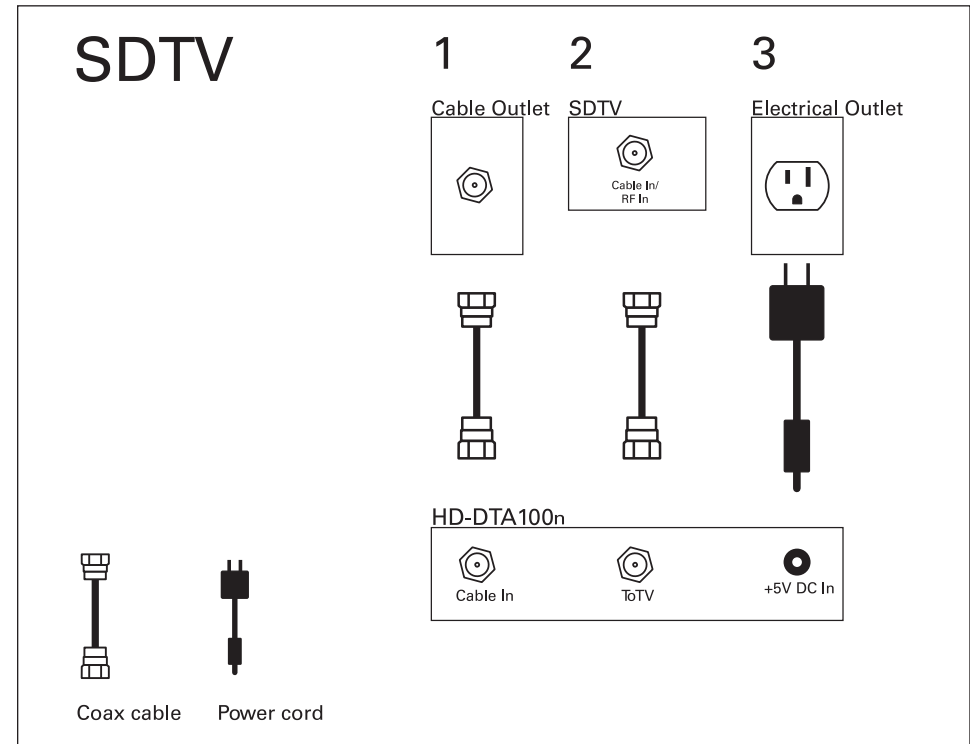 SDTV
1 2 3
Cable Outlet SDTV Electrical Outlet
Cable In/
RF In
HD-DTA100n
Cable In ToTV +5V DC In
Coax cable Power cord